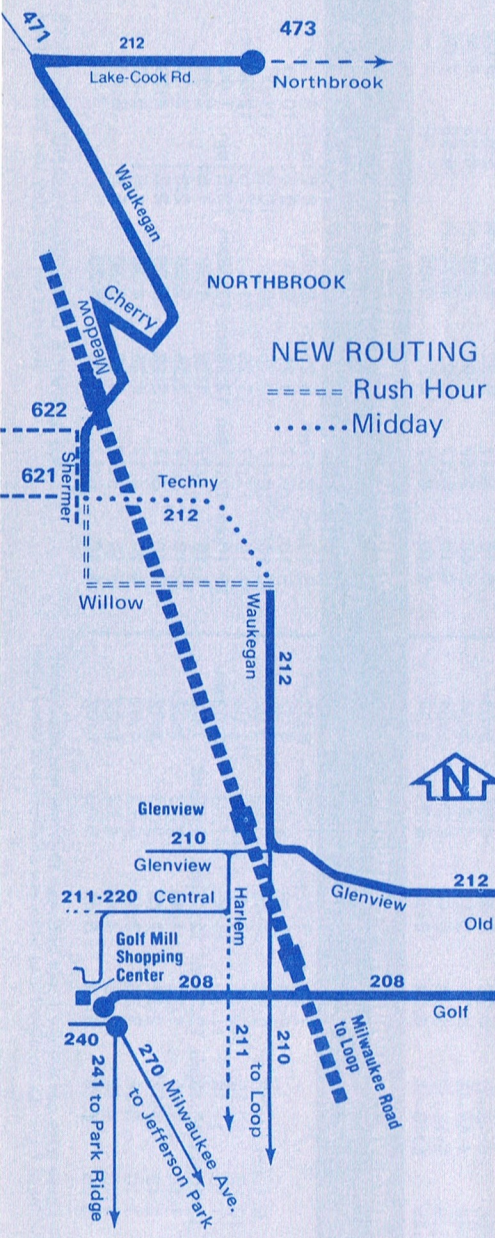 471
212
473
Lake-Cook Rd.
Northbrook
Waukegan
NORTHBROOK
Cherry
Meadow
NEW ROUTING
Rush Hour
Midday
622
621
Shermer
Techny
212
Willow
Waukegan
212
N
Glenview
210
Glenview
212
Glenview
211-220 Central
Harlem
Old
Golf Mill
Shopping
Center
208
208
Golf
240
241 to Park Ridge
270 Milwaukee Ave.
to Jefferson Park
211
210
to Loop
Milwaukee Road
to Loop